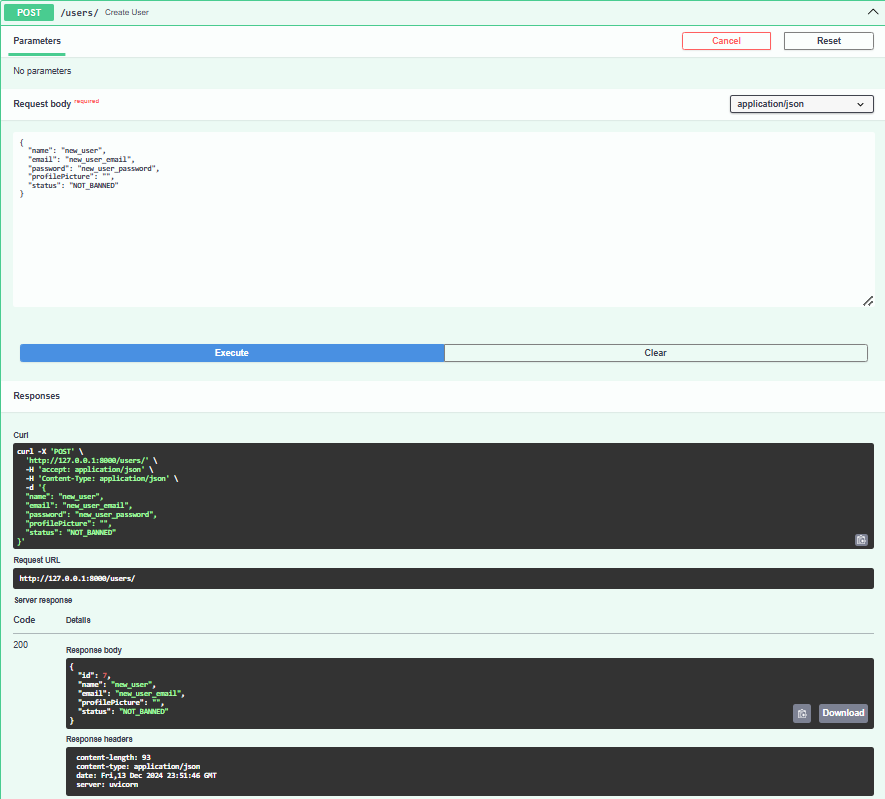 POST /users/ Create User
Parameters
Cancel
Reset
No parameters
Request body required
application/json
{
"name": "new_user",
"email": "new_user_email",
"password": "new_user_password",
"profilePicture": "",
"status": "NOT_BANNED"
}
Execute
Clear
Responses
Curl
curl -X 'POST' \
'http://127.0.0.1:8000/users/' \
-H 'accept: application/json' \
-H 'Content-Type: application/json' \
-d '{
"name": "new_user",
"email": "new_user_email",
"password": "new_user_password",
"profilePicture": "",
"status": "NOT_BANNED"
}'
Request URL
http://127.0.0.1:8000/users/
Server response
Code Details
200
Response body
{
"id": 7,
"name": "new_user",
"email": "new_user_email",
"profilePicture": "",
"status": "NOT_BANNED"
}
Download
Response headers
content-length: 93
content-type: application/json
date: Fri,13 Dec 2024 23:51:46 GMT
server: uvicorn